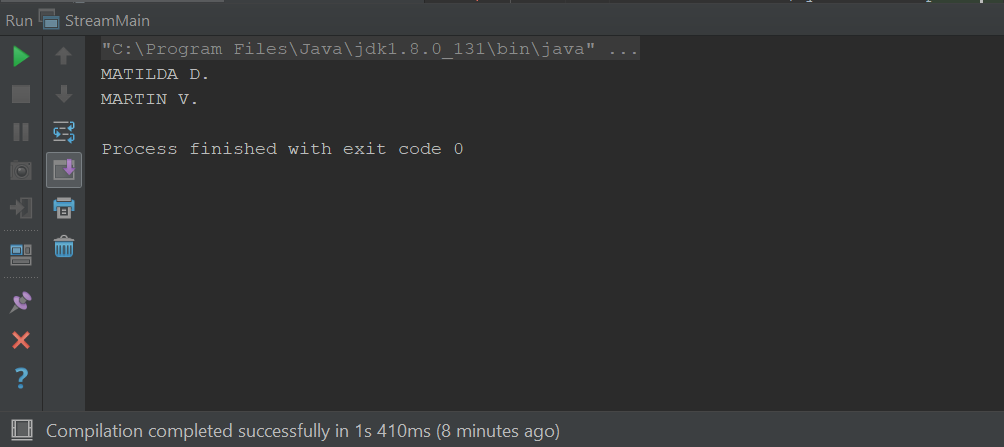 Run StreamMain
"C:\Program Files\Java\jdk1.8.0_131\bin\java" ...
MATILDA D.
MARTIN V.
Process finished with exit code 0
?
Compilation completed successfully in 1s 410ms (8 minutes ago)